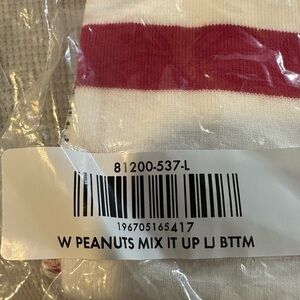 81200-537-L
196705165417
W PEANUTS MIX IT UP LJ BTTM